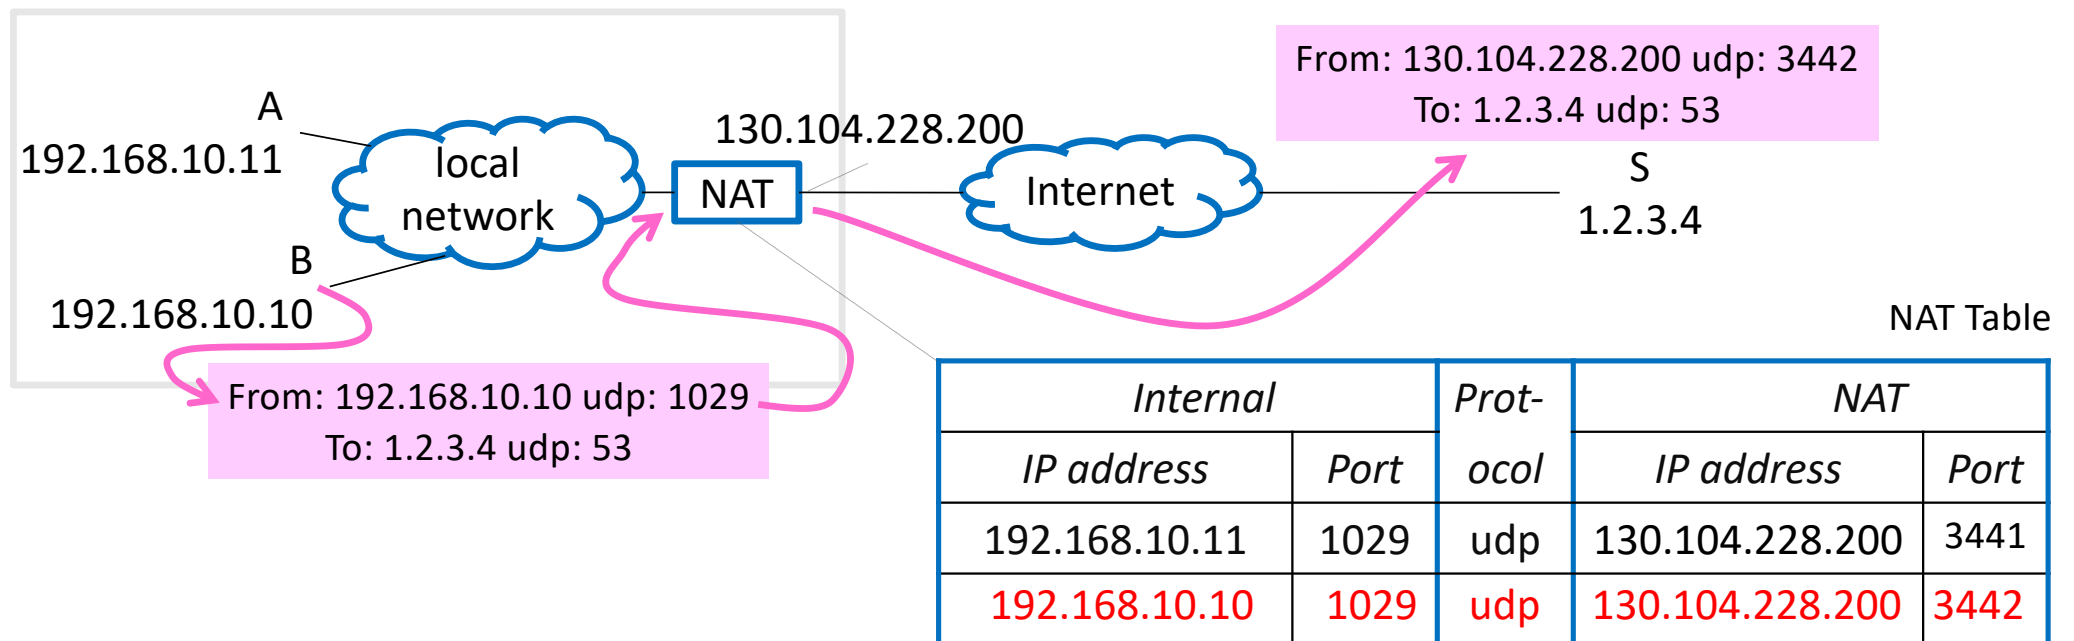 From: 130.104.228.200 udp: 3442
To: 1.2.3.4 udp: 53
A
192.168.10.11
local
network
NAT
130.104.228.200
Internet
S
1.2.3.4
B
192.168.10.10
From: 192.168.10.10 udp: 1029
To: 1.2.3.4 udp: 53
NAT Table
Internal Prot- NAT
IP address Port ocol IP address Port
192.168.10.11 1029 udp 130.104.228.200 3441
192.168.10.10 1029 udp 130.104.228.200 3442